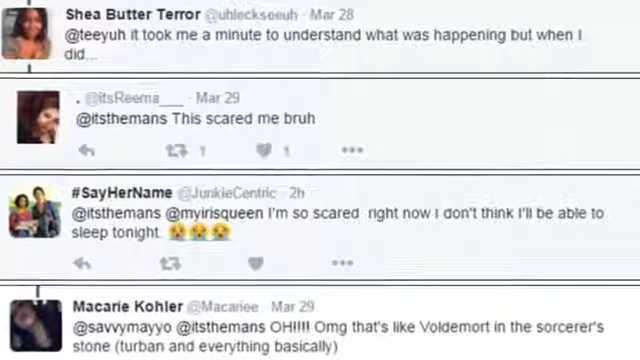 Shea Butter Terror @uhleckseeuh · Mar 28
@teeyuh it took me a minute to understand what was happening but when I
did...
. @itsReema___ · Mar 29
@itsthemans This scared me bruh
1 1
#SayHerName @JunkieCentric · 2h
@itsthemans @myirisqueen I'm so scared right now I don't think I'll be able to
sleep tonight. 😭😭😭
Macarie Kohler @Macariee · Mar 29
@savvymayyo @itsthemans OH!!!! Omg that's like Voldemort in the sorcerer's
stone (turban and everything basically)